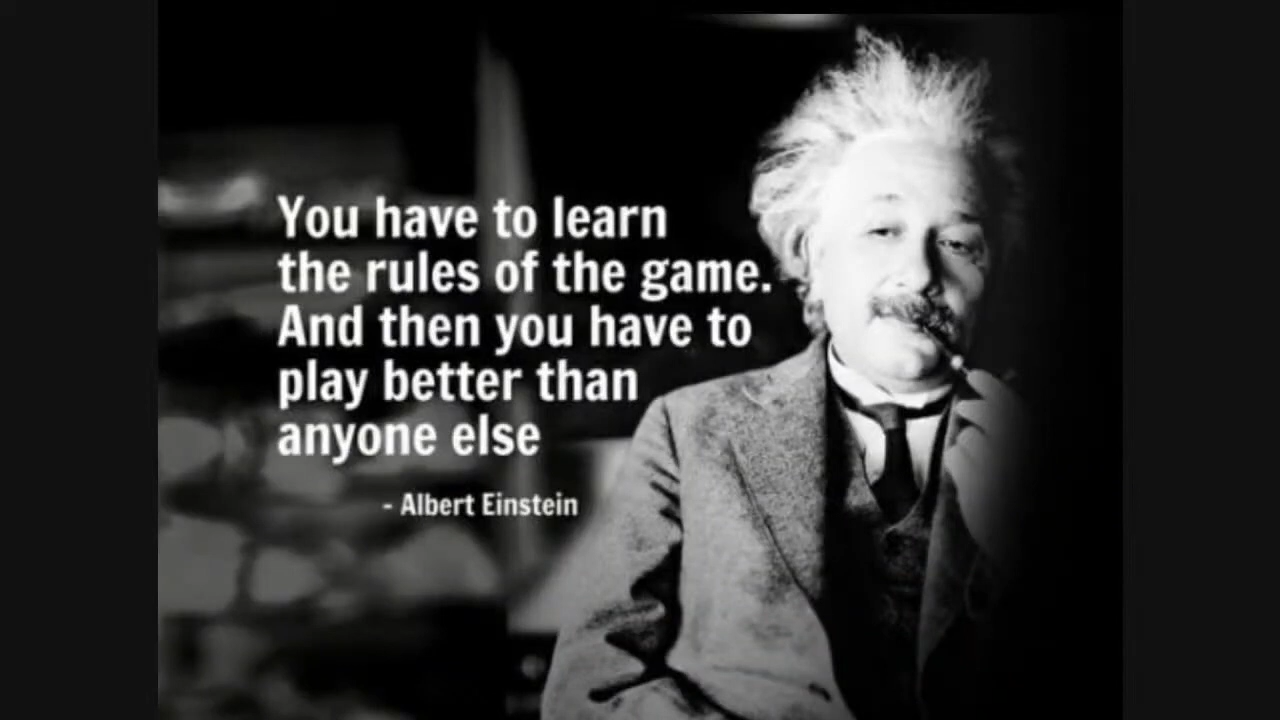 You have to learn
the rules of the game.
And then you have to
play better than
anyone else
- Albert Einstein